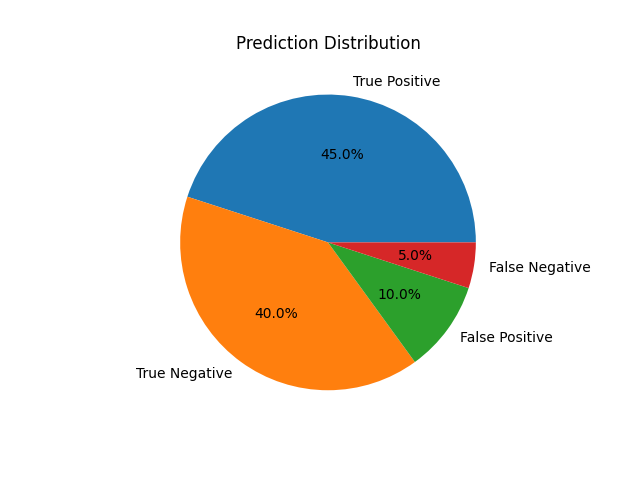 Prediction Distribution
True Positive
45.0%
5.0%
False Negative
10.0%
40.0%
False Positive
True Negative